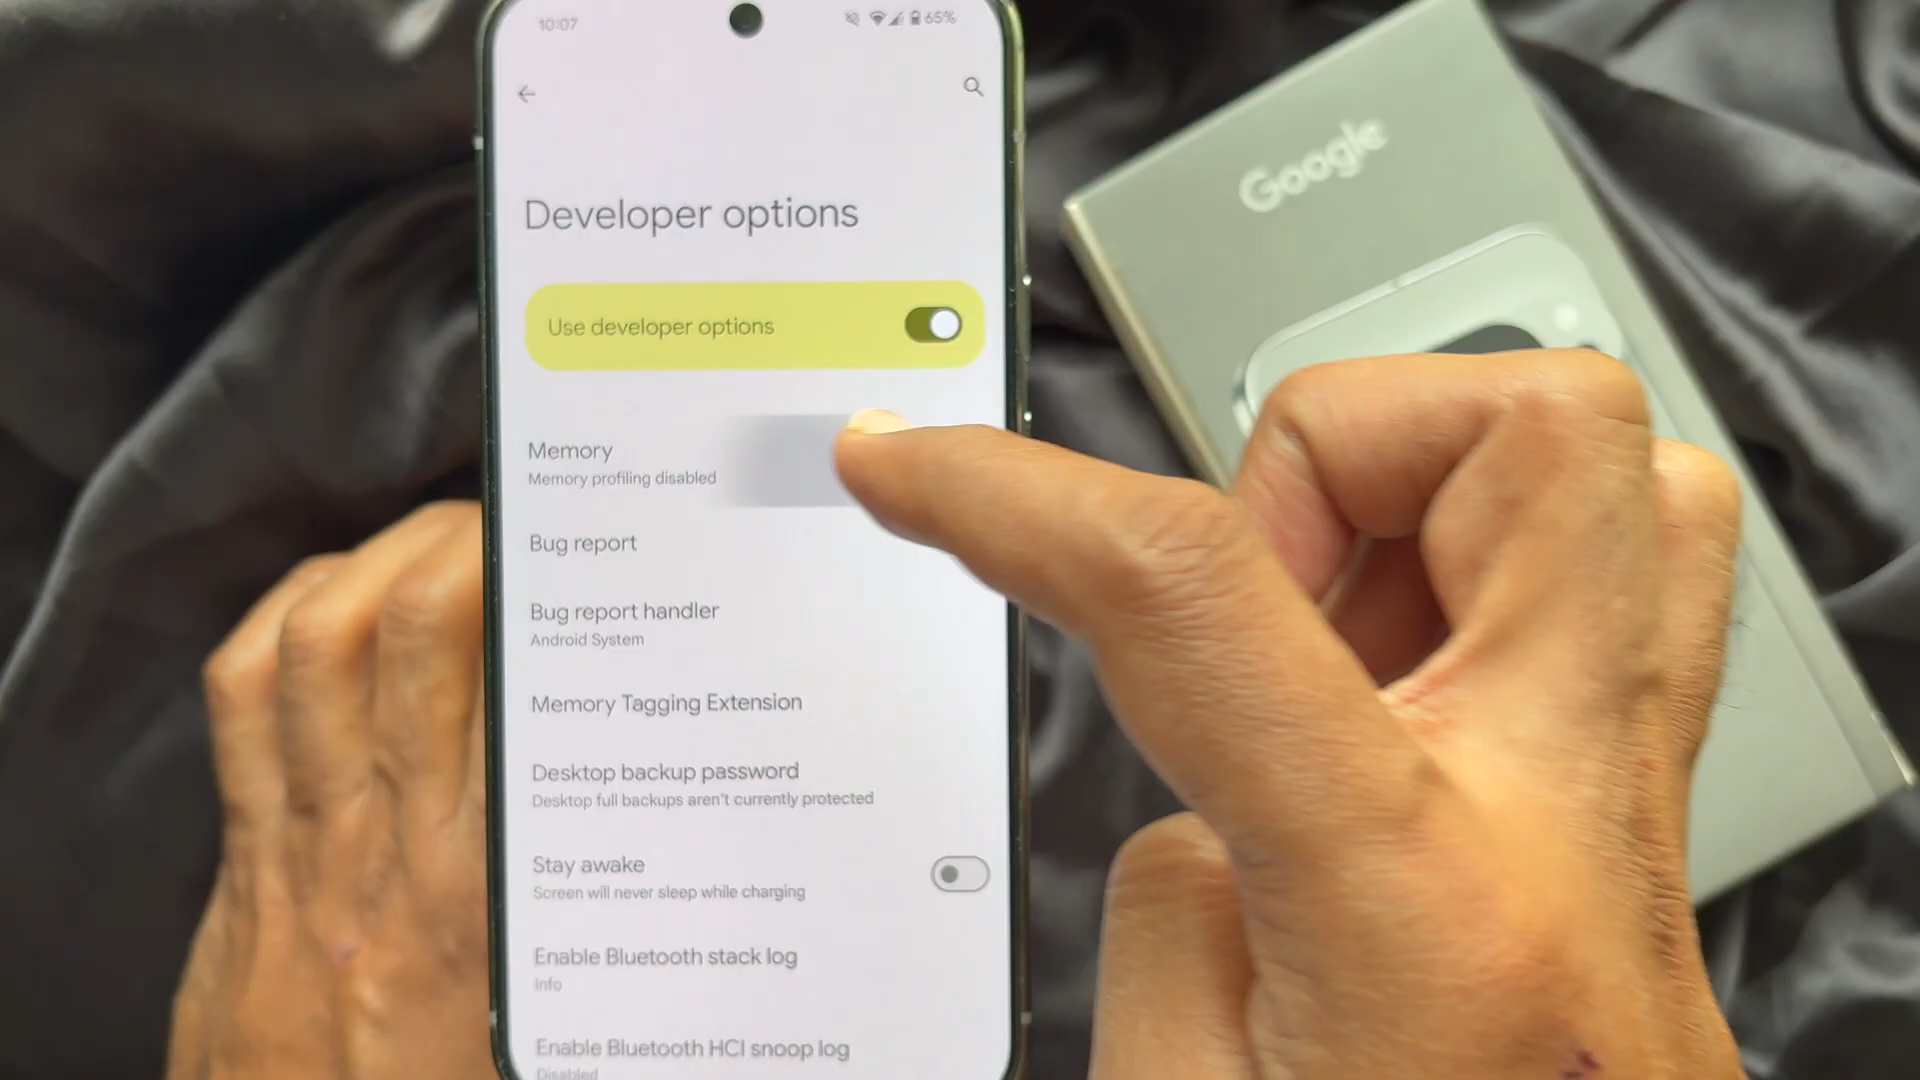 10:07
65%
Google
Developer options
Use developer options
Memory
Memory profiling disabled
Bug report
Bug report handler
Android System
Memory Tagging Extension
Desktop backup password
Desktop full backups aren't currently protected
Stay awake
Screen will never sleep while charging
Enable Bluetooth stack log
Info
Enable Bluetooth HCI snoop log
Disabled